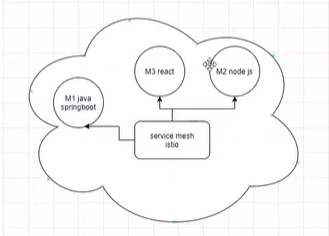 M3 react
M2 node js
M1 java
springboot
service mesh
istio